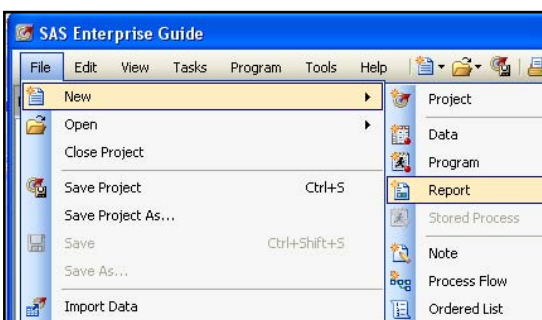 SAS Enterprise Guide
File Edit View Tasks Program Tools Help
New
Open
Close Project
Save Project Ctrl+S
Save Project As...
Save Ctrl+Shift+S
Save As...
Import Data
Project
Data
Program
Report
Stored Process
Note
Process Flow
Ordered List